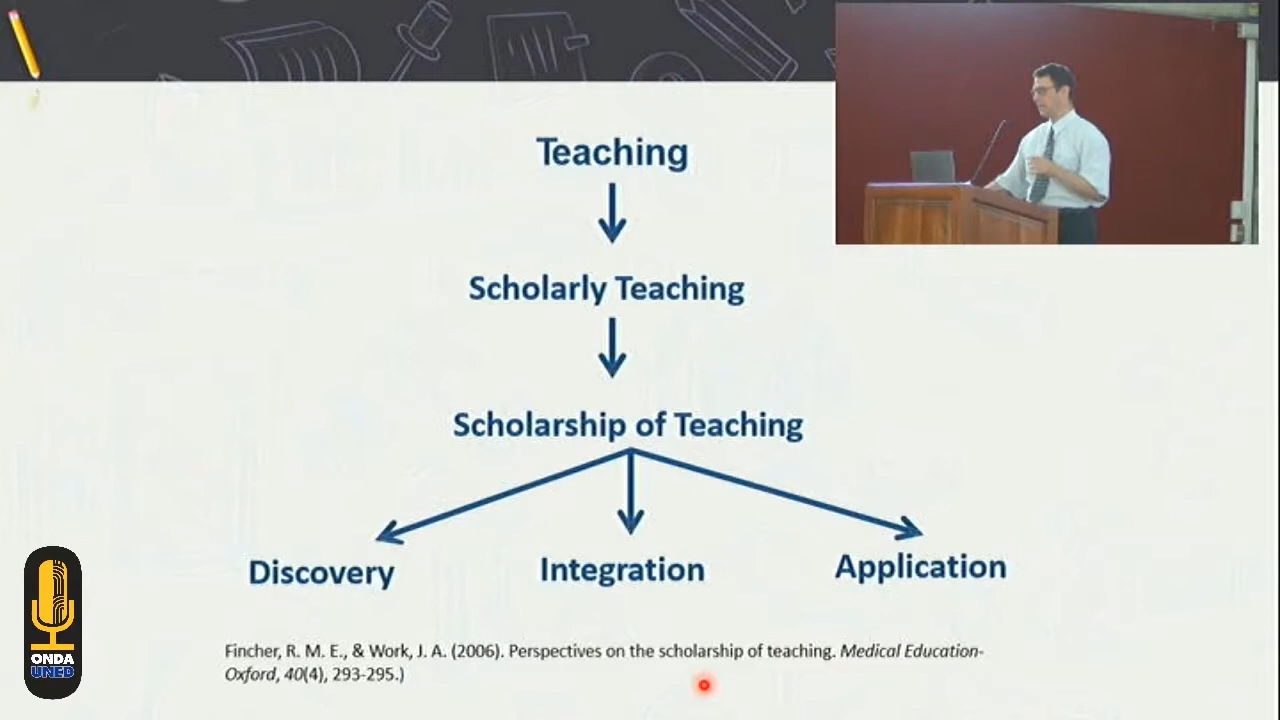 Teaching
Scholarly Teaching
Scholarship of Teaching
Discovery
Integration
Application
Fincher, R. M. E., & Work, J. A. (2006). Perspectives on the scholarship of teaching. Medical Education-
Oxford, 40(4), 293-295.)
ONDA
UNED